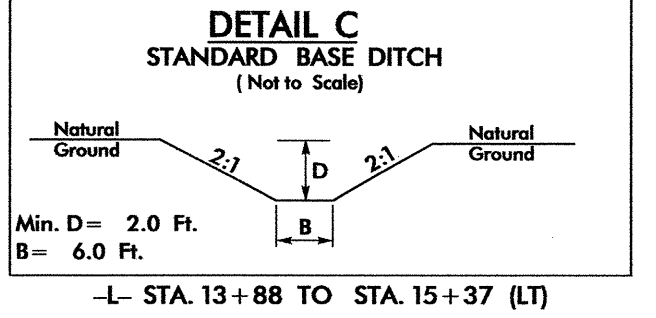 DETAIL C
STANDARD BASE DITCH
( Not to Scale)
Natural
Ground
2:1
D
2:1
Natural
Ground
Min. D= 2.0 Ft.
B
B= 6.0 Ft.
-L- STA. 13+88 TO STA. 15+37 (LT)